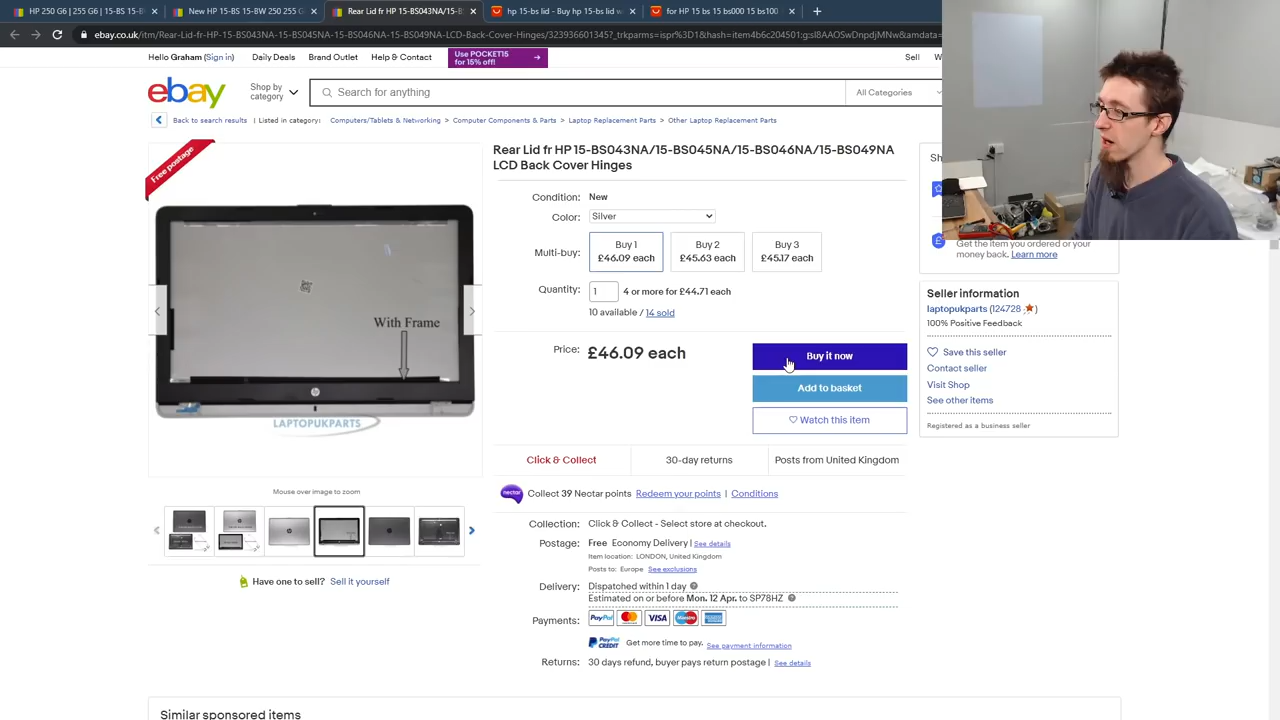 HP 250 G6 | 255 G6 | 15-BS 15-B
New HP 15-BS 15-BW 250 255 G
Rear Lid fr HP 15-BS043NA/15-BS
hp 15-bs lid - Buy hp 15-bs lid w
for HP 15 bs 15 bs000 15 bs100
ebay.co.uk/itm/Rear-Lid-fr-HP-15-BS043NA-15-BS045NA-15-BS046NA-15-BS049NA-LCD-Back-Cover-Hinges/323936601345?_trkparms=ispr%3D1&hash=item4b6c204501:g:sl8AAOSwDnpdjMNw&amdata=
Hello Graham (Sign in)
Daily Deals
Brand Outlet
Help & Contact
Use POCKET15
for 15% off!
Sell
W
ebay
Shop by
category
Search for anything
All Categories
Back to search results
| Listed in category:
Computers/Tablets & Networking
>
Computer Components & Parts
>
Laptop Replacement Parts
>
Other Laptop Replacement Parts
Free postage
With Frame
hp
LAPTOPUKPARTS
Mouse over image to zoom
Have one to sell? Sell it yourself
Rear Lid fr HP 15-BS043NA/15-BS045NA/15-BS046NA/15-BS049NA
LCD Back Cover Hinges
Condition: New
Color: Silver
Multi-buy:
Buy 1
£46.09 each
Buy 2
£45.63 each
Buy 3
£45.17 each
Quantity: 1 4 or more for £44.71 each
10 available / 14 sold
Price: £46.09 each
Buy it now
Add to basket
Watch this item
Click & Collect
30-day returns
Posts from United Kingdom
nectar
Collect 39 Nectar points | Redeem your points | Conditions
Collection: Click & Collect - Select store at checkout.
Postage: Free Economy Delivery | See details
Item location: LONDON, United Kingdom
Posts to: Europe See exclusions
Delivery: Dispatched within 1 day
Estimated on or before Mon. 12 Apr. to SP78HZ
Payments: PayPal VISA
PayPal CREDIT Get more time to pay. See payment information
Returns: 30 days refund, buyer pays return postage | See details
Sh
Get the item you ordered or your
money back. Learn more
Seller information
laptopukparts (124728 )
100% Positive Feedback
Save this seller
Contact seller
Visit Shop
See other items
Registered as a business seller
Similar sponsored items